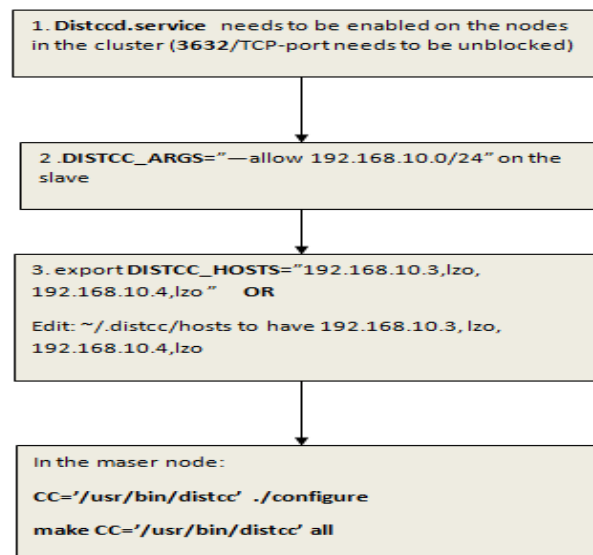 1. Distccd.service needs to be enabled on the nodes
in the cluster (3632/TCP-port needs to be unblocked)
2 .DISTCC_ARGS=”—allow 192.168.10.0/24” on the
slave
3. export DISTCC_HOSTS=”192.168.10.3,lzo,
192.168.10.4,lzo ” OR
Edit: ~/.distcc/hosts to have 192.168.10.3, lzo,
192.168.10.4,lzo
In the maser node:
CC=’/usr/bin/distcc’ ./configure
make CC=’/usr/bin/distcc’ all